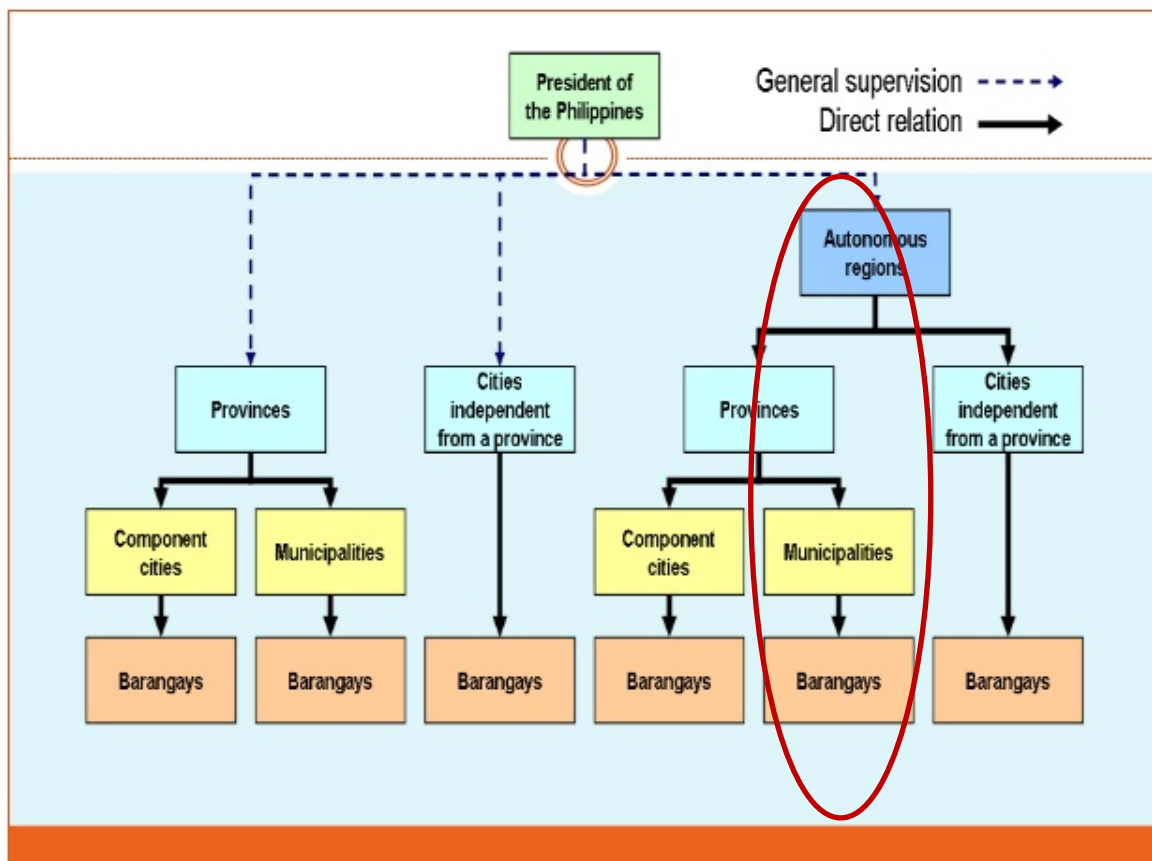 President of
the Philippines
General supervision
Direct relation
Autonomous
regions
Provinces
Cities
independent
from a province
Provinces
Cities
independent
from a province
Component
cities
Municipalities
Component
cities
Municipalities
Barangays
Barangays
Barangays
Barangays
Barangays
Barangays